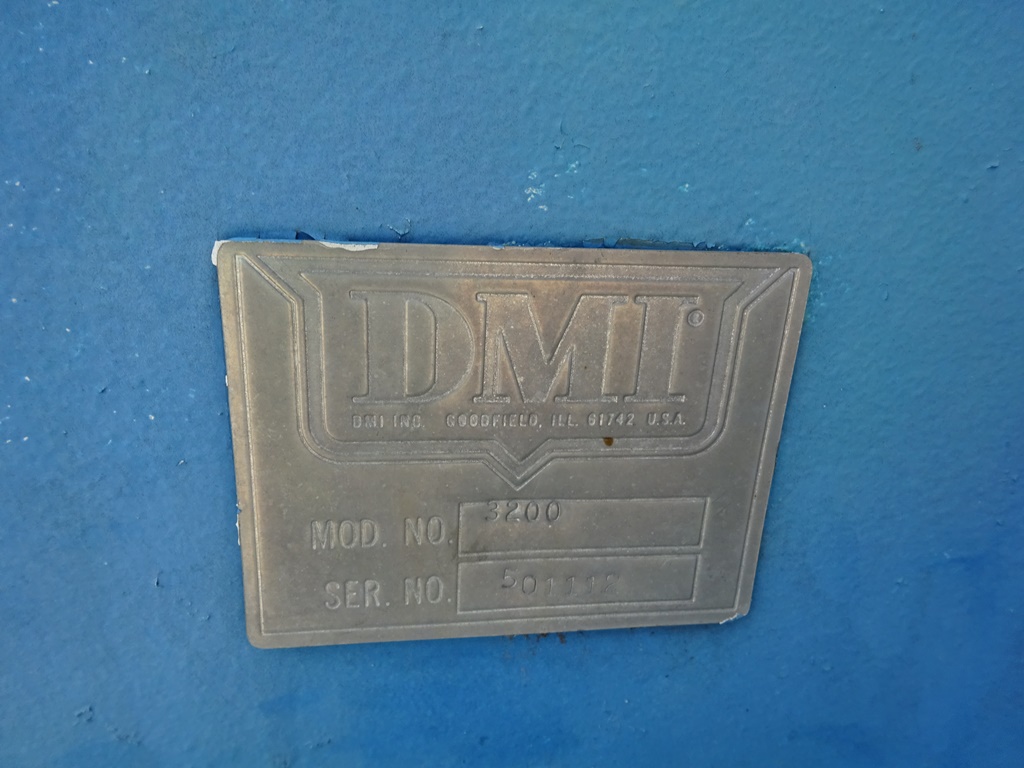 DMI®
DMI INC. GOODFIELD, ILL. 61742 U.S.A.
MOD. NO. 3200
SER. NO.